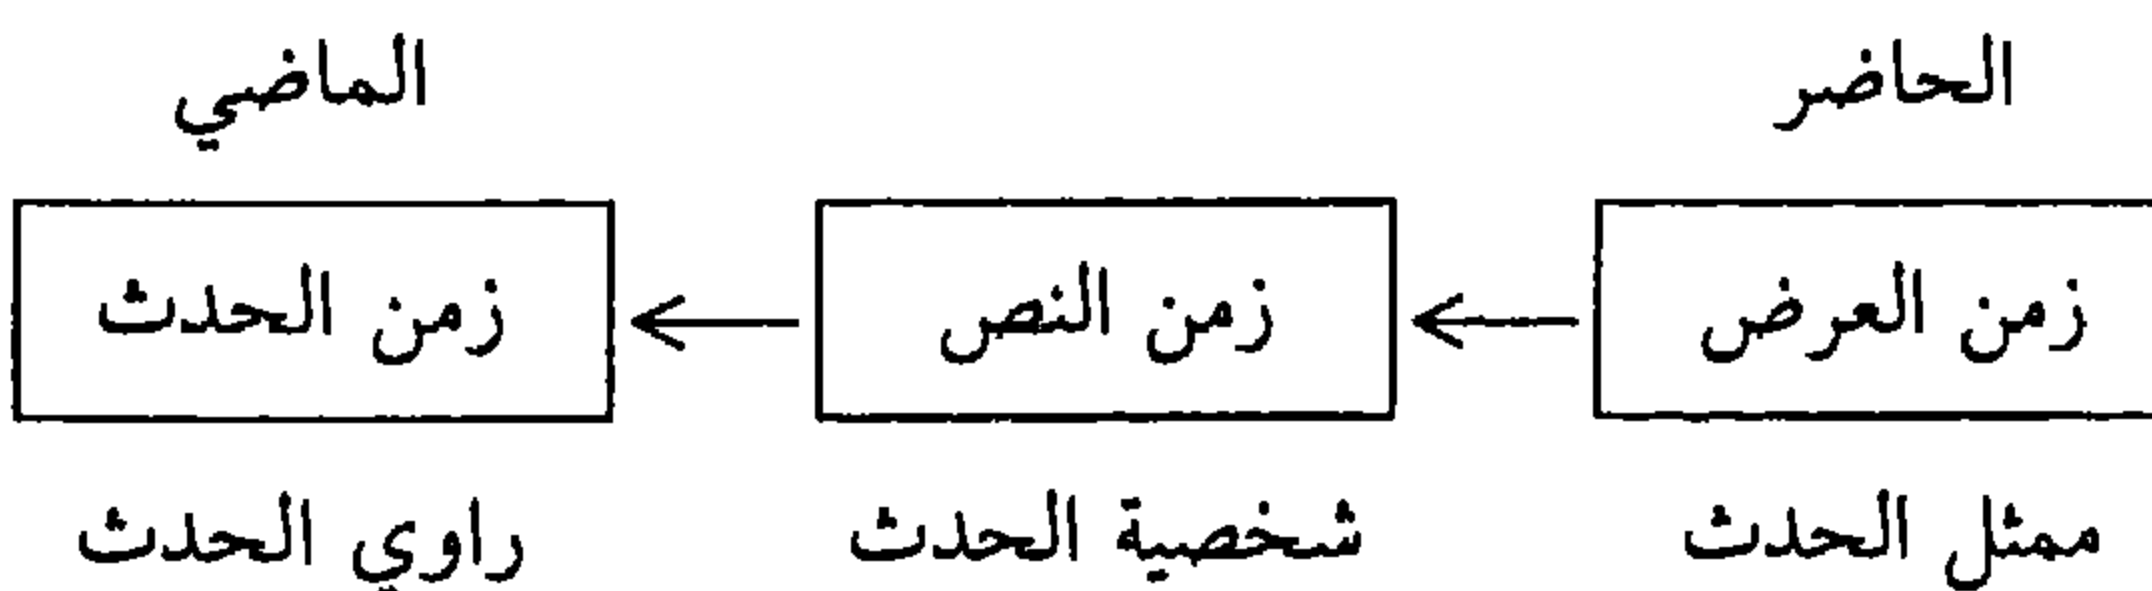 الحاضر الماضي
زمن العرض زمن النص زمن الحدث
ممثل الحدث شخصية الحدث راوي الحدث